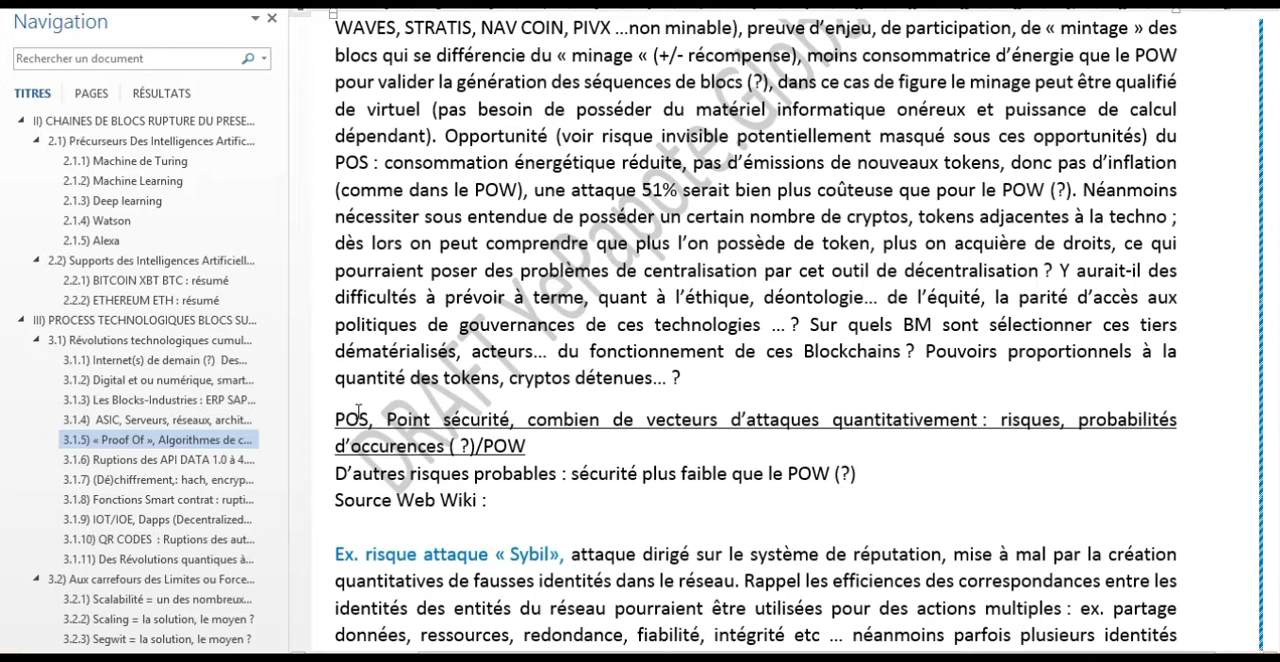 Navigation
Rechercher un document
TITRES PAGES RÉSULTATS
II) CHAINES DE BLOCS RUPTURE DU PRESE...
2.1) Précurseurs Des Intelligences Artific...
2.1.1) Machine de Turing
2.1.2) Machine Learning
2.1.3) Deep learning
2.1.4) Watson
2.1.5) Alexa
2.2) Supports des Intelligences Artificiell...
2.2.1) BITCOIN XBT BTC : résumé
2.2.2) ETHEREUM ETH : résumé
III) PROCESS TECHNOLOGIQUES BLOCS SU...
3.1) Révolutions technologiques cumul...
3.1.1) Internet(s) de demain (?) Des...
3.1.2) Digital et ou numérique, smart...
3.1.3) Les Blocks-Industries : ERP SAP...
3.1.4) ASIC, Serveurs, réseaux, archit...
3.1.5) « Proof Of », Algorithmes de c...
3.1.6) Ruptions des API DATA 1.0 à 4....
3.1.7) (Dé)chiffrement,: hach, encryp...
3.1.8) Fonctions Smart contrat : rupti...
3.1.9) IOT/IOE, Dapps (Decentralized...
3.1.10) QR CODES : Ruptions des aut...
3.1.11) Des Révolutions quantiques à...
3.2) Aux carrefours des Limites ou Force...
3.2.1) Scalabilité = un des nombreux...
3.2.2) Scaling = la solution, le moyen ?
3.2.3) Segwit = la solution, le moyen ?
WAVES, STRATIS, NAV COIN, PIVX ...non minable), preuve d'enjeu, de participation, de « mintage » des
blocs qui se différencie du « minage « (+/- récompense), moins consommatrice d'énergie que le POW
pour valider la génération des séquences de blocs (?), dans ce cas de figure le minage peut être qualifié
de virtuel (pas besoin de posséder du matériel informatique onéreux et puissance de calcul
dépendant). Opportunité (voir risque invisible potentiellement masqué sous ces opportunités) du
POS : consommation énergétique réduite, pas d'émissions de nouveaux tokens, donc pas d'inflation
(comme dans le POW), une attaque 51% serait bien plus coûteuse que pour le POW (?). Néanmoins
nécessiter sous entendue de posséder un certain nombre de cryptos, tokens adjacentes à la techno ;
dès lors on peut comprendre que plus l'on possède de token, plus on acquière de droits, ce qui
pourraient poser des problèmes de centralisation par cet outil de décentralisation ? Y aurait-il des
difficultés à prévoir à terme, quant à l'éthique, déontologie... de l'équité, la parité d'accès aux
politiques de gouvernances de ces technologies ... ? Sur quels BM sont sélectionner ces tiers
dématérialisés, acteurs... du fonctionnement de ces Blockchains ? Pouvoirs proportionnels à la
quantité des tokens, cryptos détenues... ?
POS, Point sécurité, combien de vecteurs d'attaques quantitativement : risques, probabilités
d'occurences ( ?)/POW
D'autres risques probables : sécurité plus faible que le POW (?)
Source Web Wiki :
Ex. risque attaque « Sybil», attaque dirigé sur le système de réputation, mise à mal par la création
quantitatives de fausses identités dans le réseau. Rappel les efficiences des correspondances entre les
identités des entités du réseau pourraient être utilisées pour des actions multiples : ex. partage
données, ressources, redondance, fiabilité, intégrité etc ... néanmoins parfois plusieurs identités